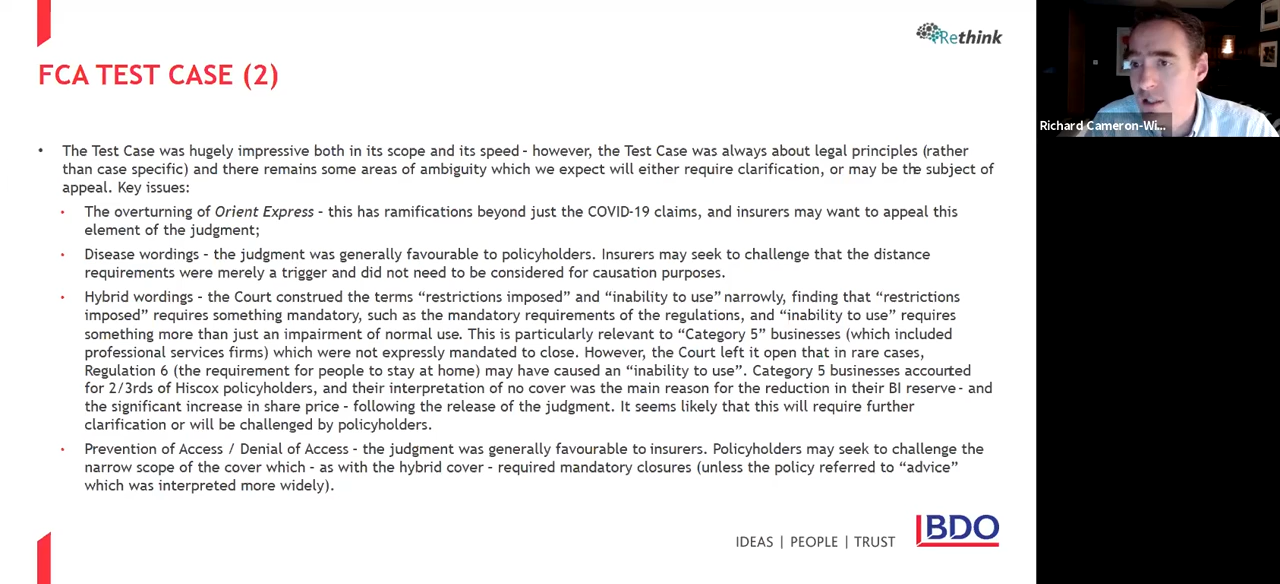 Rethink
FCA TEST CASE (2)
• The Test Case was hugely impressive both in its scope and its speed - however, the Test Case was always about legal principles (rather
than case specific) and there remains some areas of ambiguity which we expect will either require clarification, or may be the subject of
appeal. Key issues:
• The overturning of Orient Express – this has ramifications beyond just the COVID-19 claims, and insurers may want to appeal this
element of the judgment;
• Disease wordings – the judgment was generally favourable to policyholders. Insurers may seek to challenge that the distance
requirements were merely a trigger and did not need to be considered for causation purposes.
• Hybrid wordings – the Court construed the terms “restrictions imposed” and “inability to use” narrowly, finding that “restrictions
imposed” requires something mandatory, such as the mandatory requirements of the regulations, and “inability to use” requires
something more than just an impairment of normal use. This is particularly relevant to “Category 5” businesses (which included
professional services firms) which were not expressly mandated to close. However, the Court left it open that in rare cases,
Regulation 6 (the requirement for people to stay at home) may have caused an “inability to use”. Category 5 businesses accounted
for 2/3rds of Hiscox policyholders, and their interpretation of no cover was the main reason for the reduction in their BI reserve - and
the significant increase in share price – following the release of the judgment. It seems likely that this will require further
clarification or will be challenged by policyholders.
• Prevention of Access / Denial of Access - the judgment was generally favourable to insurers. Policyholders may seek to challenge the
narrow scope of the cover which - as with the hybrid cover - required mandatory closures (unless the policy referred to “advice”
which was interpreted more widely).
IDEAS | PEOPLE | TRUST
BDO
Richard Cameron-Wi...